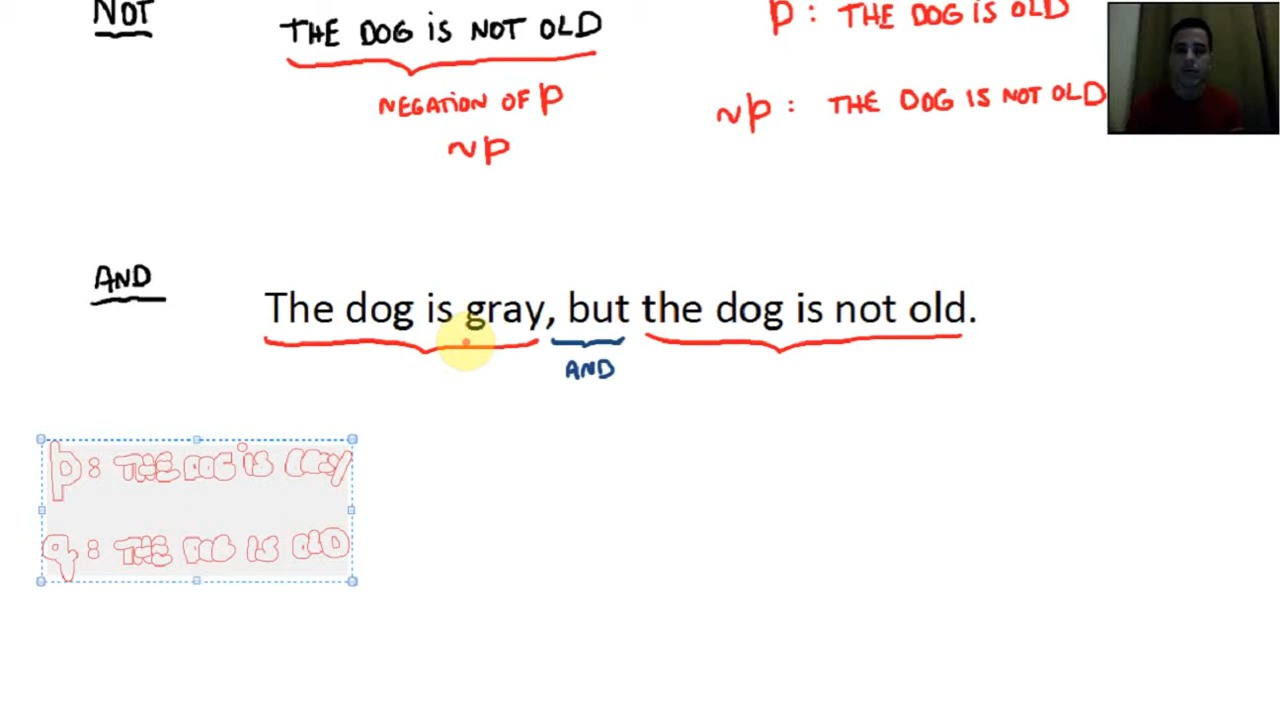 NOT
THE DOG IS NOT OLD
p : THE DOG IS OLD
NEGATION OF p
~p
~p : THE DOG IS NOT OLD
AND
The dog is gray, but the dog is not old.
AND
p : THE DOG IS GRAY
q : THE DOG IS OLD